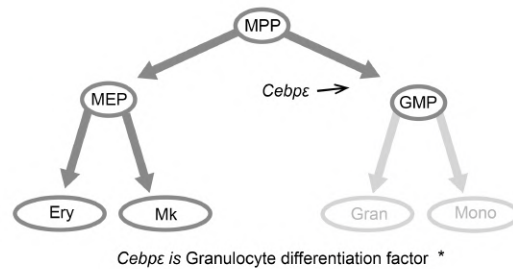 MPP
MEP
Cebpε
GMP
Ery
Mk
Gran
Mono
Cebpε is Granulocyte differentiation factor *